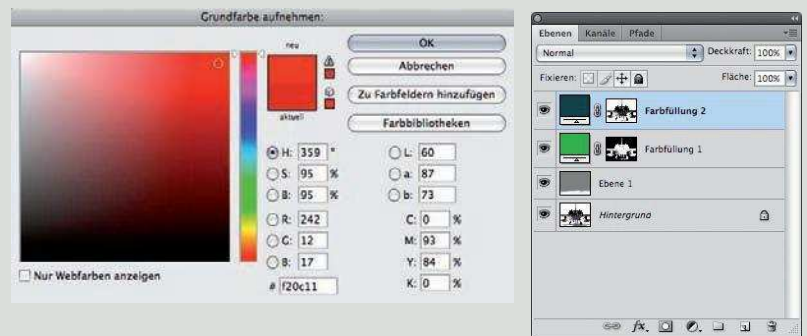 Grundfarbe aufnehmen:
neu
aktuell
OK
Abbrechen
Zu Farbfeldern hinzufügen
Farbbibliotheken
H: 359 °
S: 95 %
B: 95 %
R: 242
G: 12
B: 17
# f20c11
L: 60
a: 87
b: 73
C: 0 %
M: 93 %
Y: 84 %
K: 0 %
Nur Webfarben anzeigen
Ebenen Kanäle Pfade
Normal Deckkraft: 100%
Fixieren: Fläche: 100%
Farbfüllung 2
Farbfüllung 1
Ebene 1
Hintergrund
fx.